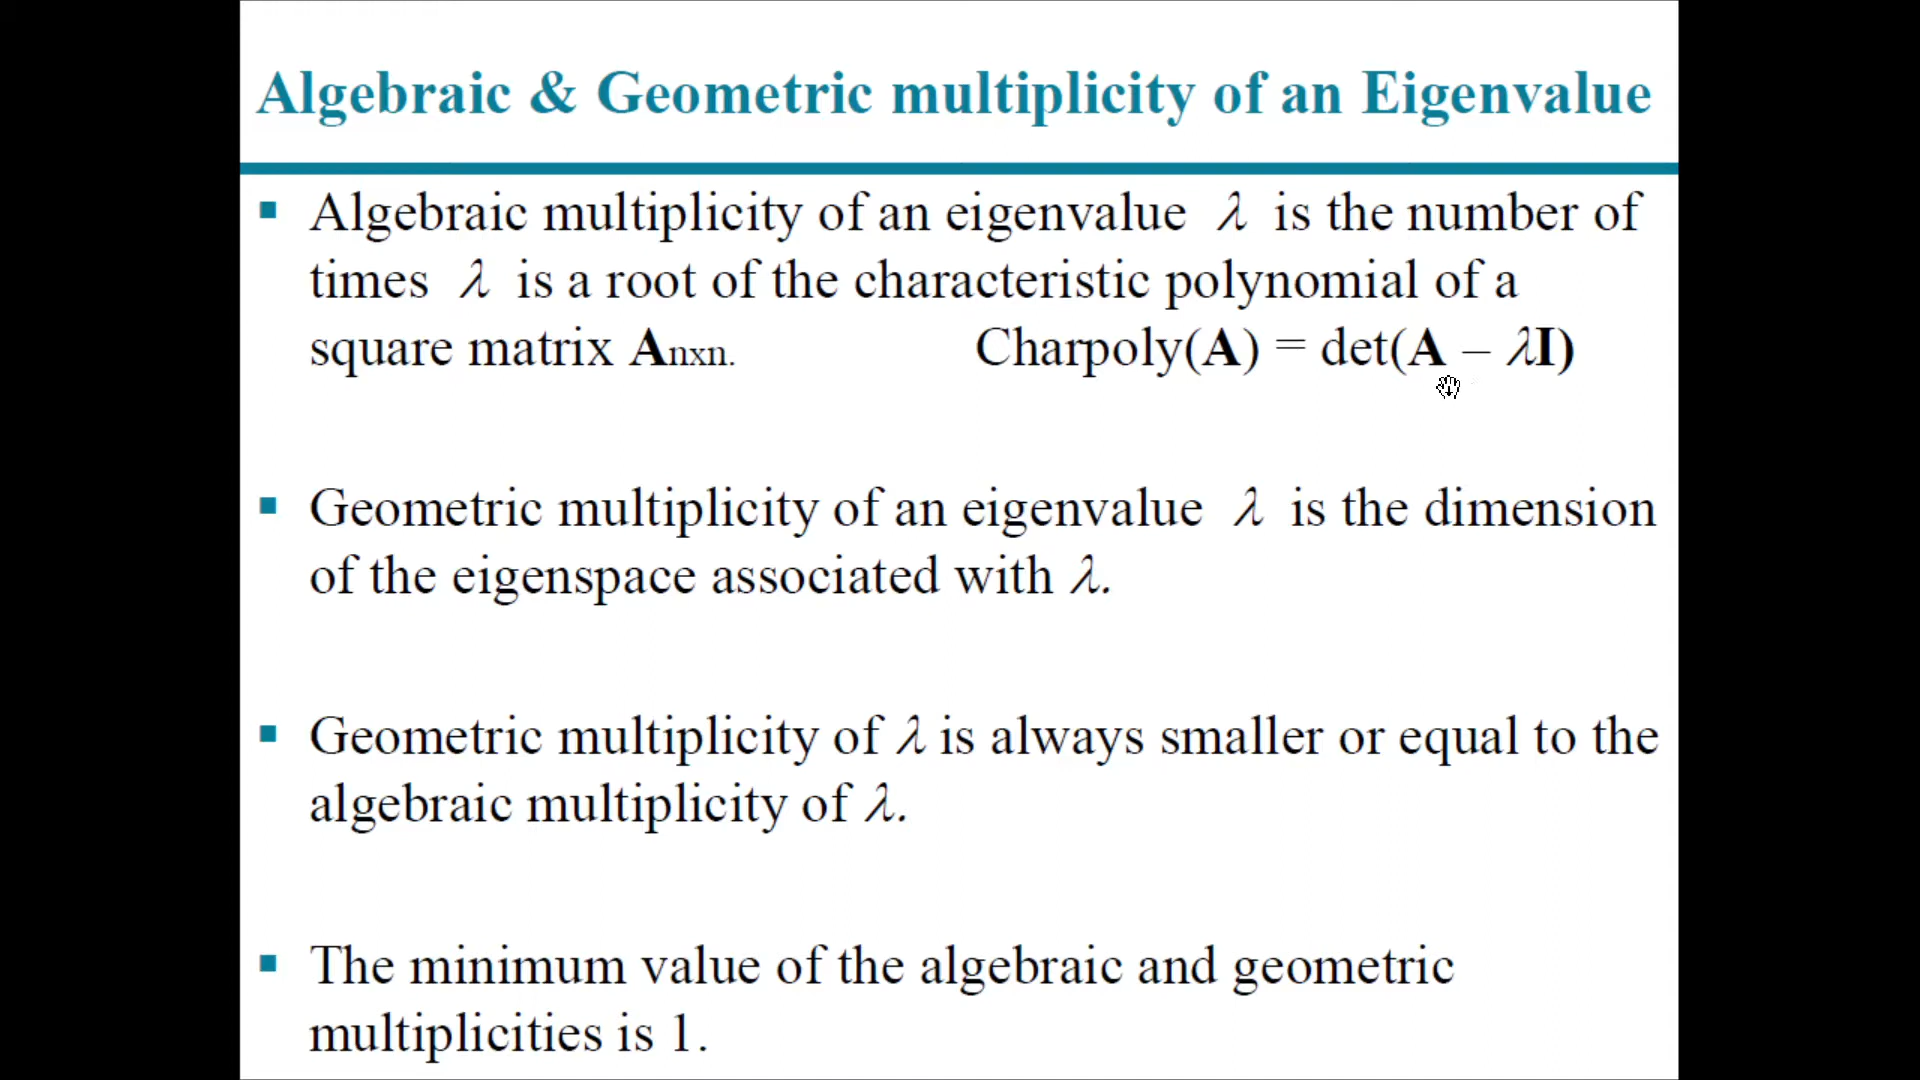 Algebraic & Geometric multiplicity of an Eigenvalue
▪ Algebraic multiplicity of an eigenvalue λ is the number of
times λ is a root of the characteristic polynomial of a
square matrix Anxn. Charpoly(A) = det(A – λI)
▪ Geometric multiplicity of an eigenvalue λ is the dimension
of the eigenspace associated with λ.
▪ Geometric multiplicity of λ is always smaller or equal to the
algebraic multiplicity of λ.
▪ The minimum value of the algebraic and geometric
multiplicities is 1.